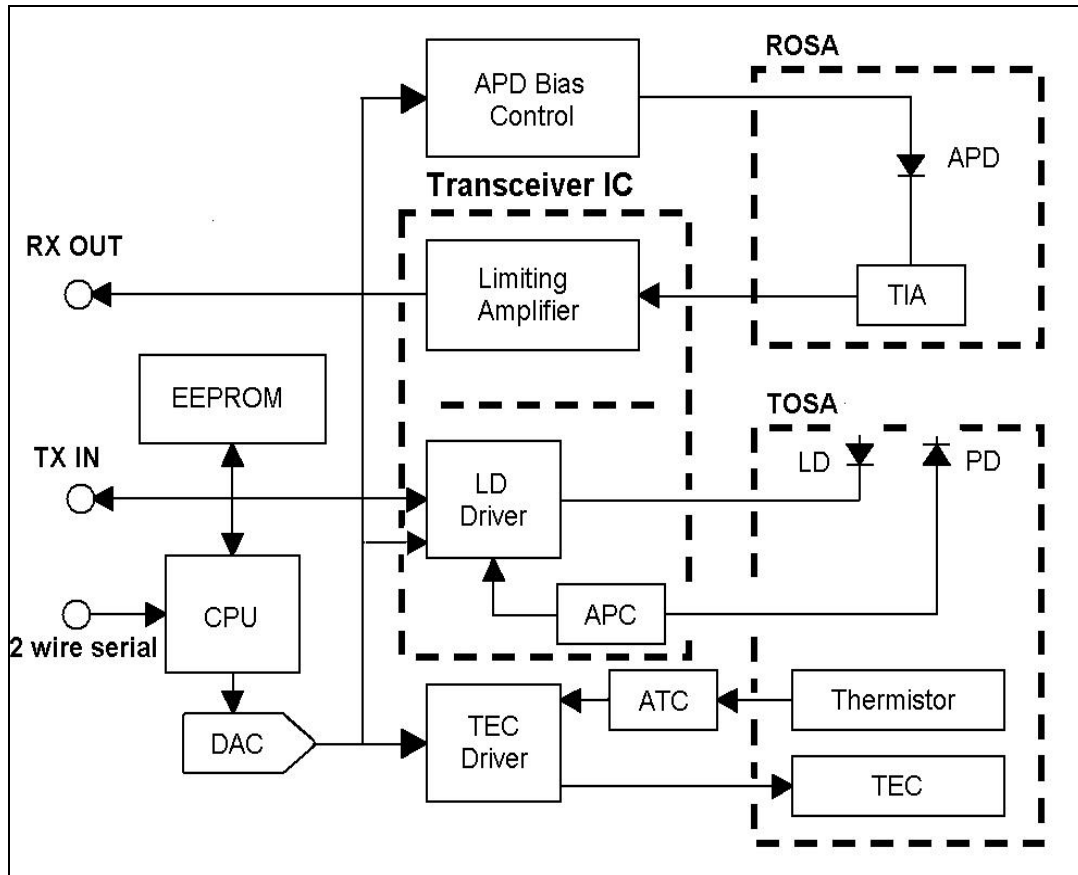 ROSA
APD Bias
Control
APD
Transceiver IC
RX OUT
Limiting
Amplifier
TIA
EEPROM
TOSA
TX IN
LD
PD
LD
Driver
CPU
APC
2 wire serial
ATC
Thermistor
DAC
TEC
Driver
TEC